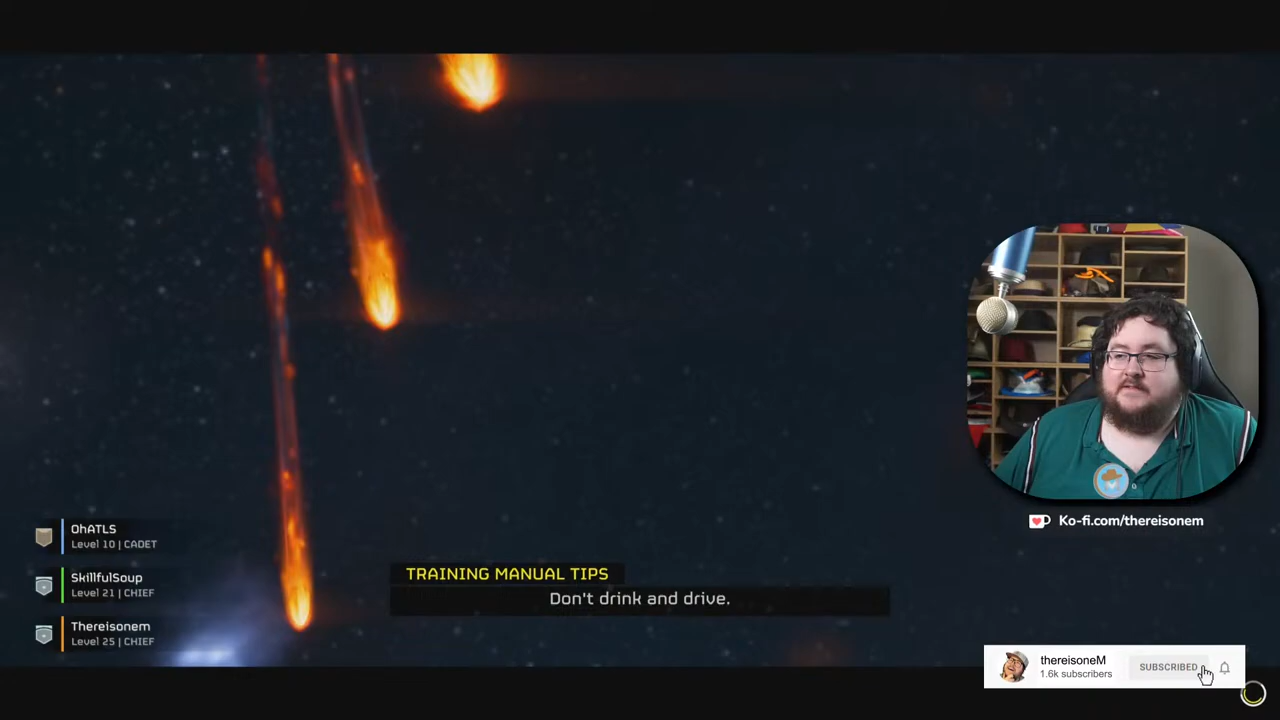 OhATLS
Level 10 | CADET
SkillfulSoup
Level 21 | CHIEF
Thereisonem
Level 25 | CHIEF
TRAINING MANUAL TIPS
Don't drink and drive.
Ko-fi.com/thereisonem
thereisoneM
1.6k subscribers
SUBSCRIBED